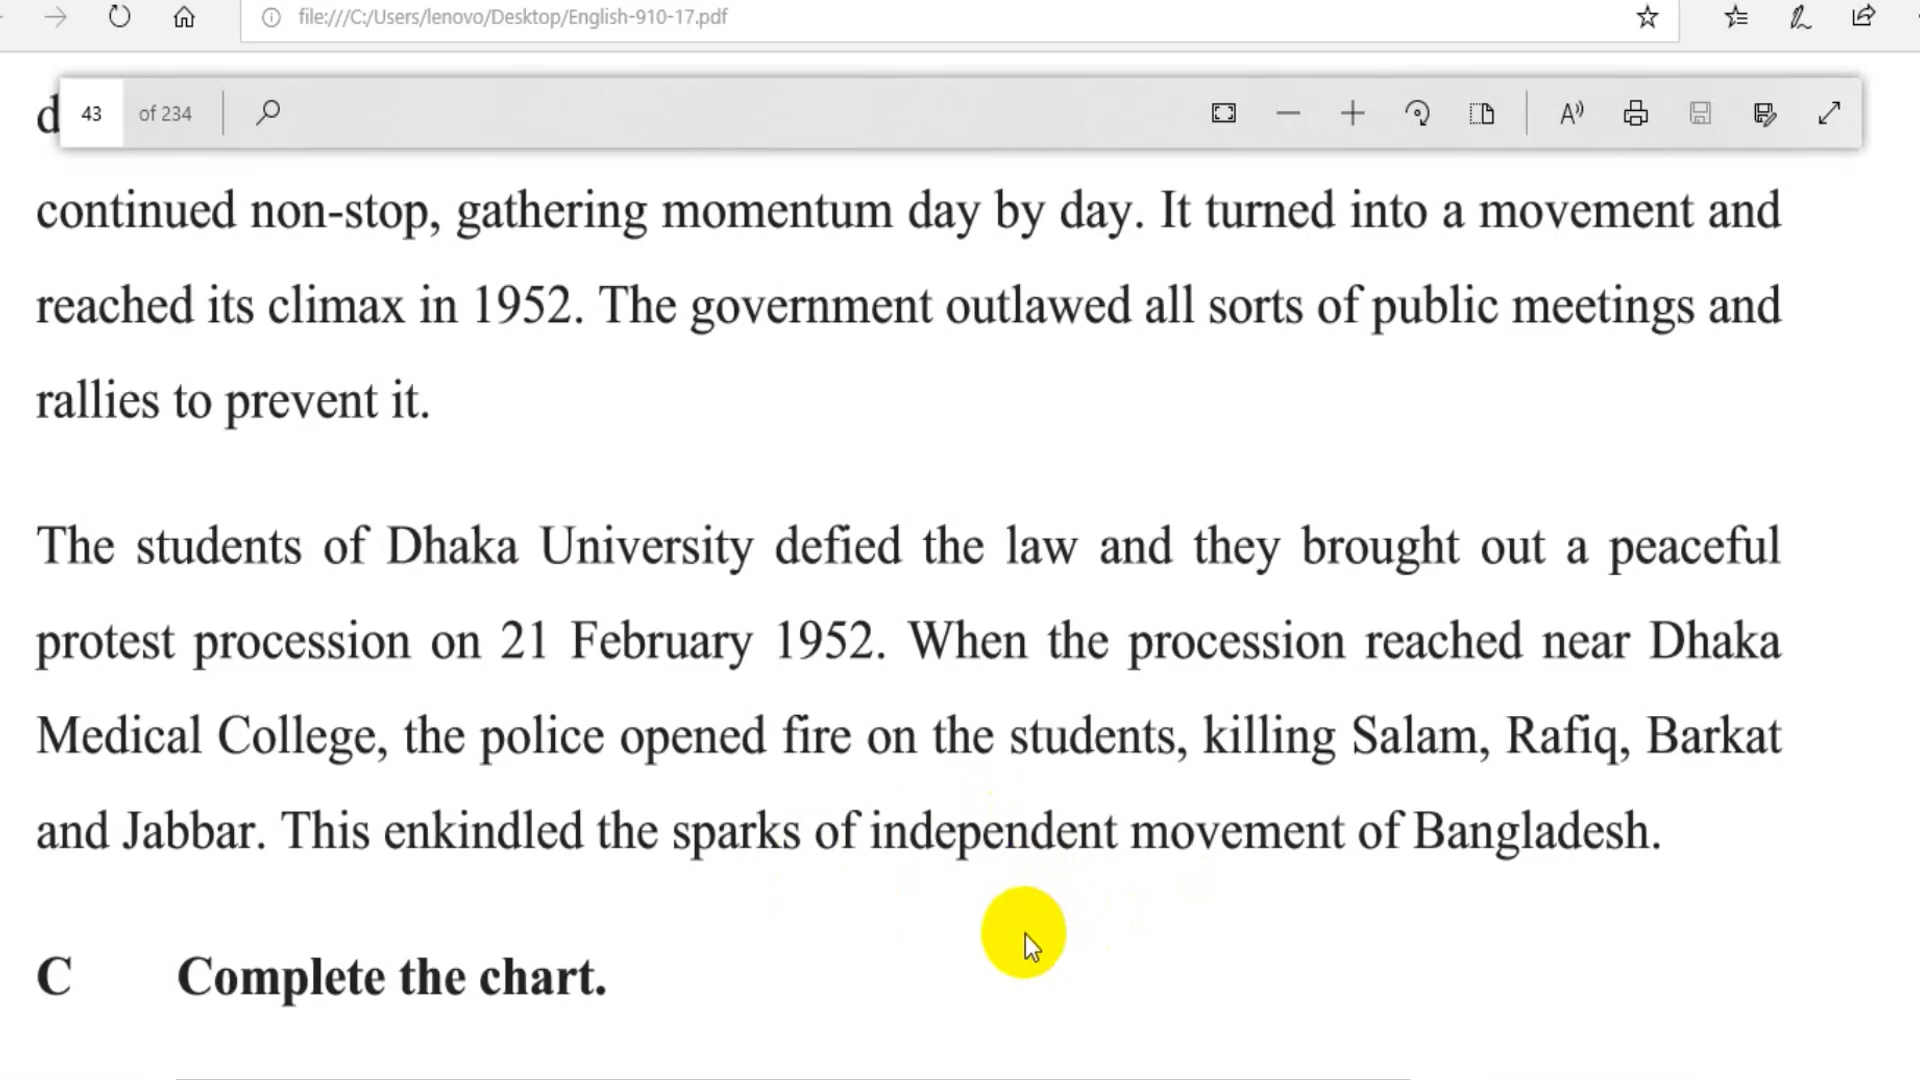 file:///C:/Users/lenovo/Desktop/English-910-17.pdf
d
43 of 234
continued non-stop, gathering momentum day by day. It turned into a movement and
reached its climax in 1952. The government outlawed all sorts of public meetings and
rallies to prevent it.
The students of Dhaka University defied the law and they brought out a peaceful
protest procession on 21 February 1952. When the procession reached near Dhaka
Medical College, the police opened fire on the students, killing Salam, Rafiq, Barkat
and Jabbar. This enkindled the sparks of independent movement of Bangladesh.
C Complete the chart.